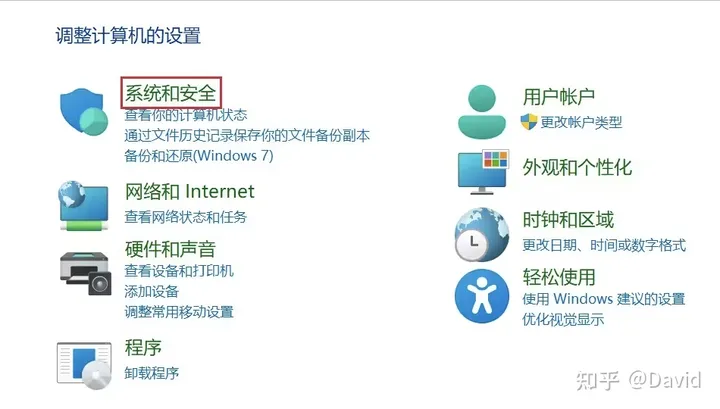 调整计算机的设置
系统和安全
查看你的计算机状态
通过文件历史记录保存你的文件备份副本
备份和还原(Windows 7)
网络和 Internet
查看网络状态和任务
硬件和声音
查看设备和打印机
添加设备
调整常用移动设置
程序
卸载程序
用户帐户
更改帐户类型
外观和个性化
时钟和区域
更改日期、时间或数字格式
轻松使用
使用 Windows 建议的设置
优化视觉显示
知乎 @David